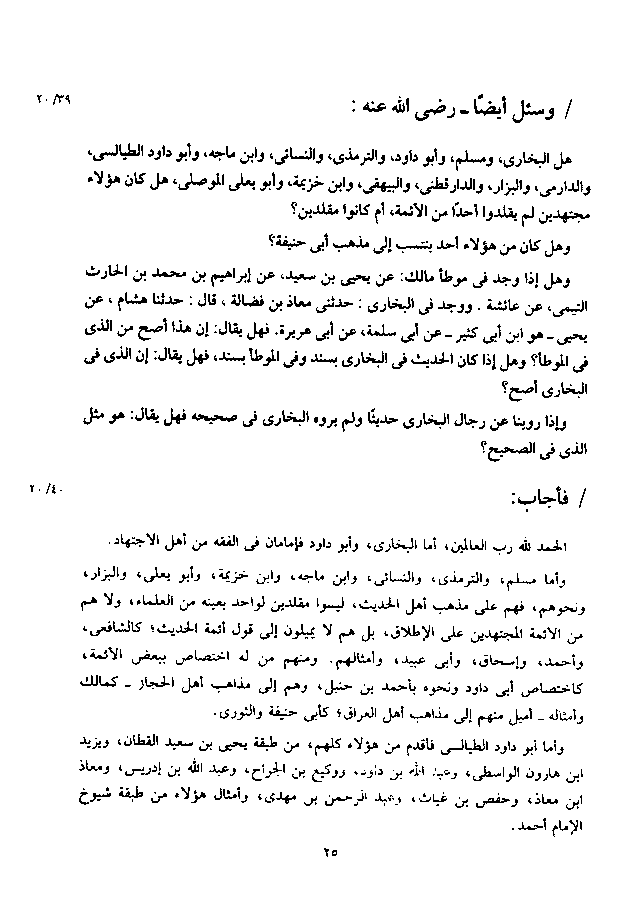 ٢٠/٣٩
/ وسئل أيضًا ـ رضى الله عنه :
هل البخارى، ومسلم، وأبو داود، والترمذى، والنسائى، وابن ماجه، وأبو داود الطيالسى،
والدارمى، والبزار، والدارقطنى، والبيهقى، وابن خزيمة، وأبو يعلى الموصلى، هل كان هؤلاء
مجتهدين لم يقلدوا أحدًا من الأئمة، أم كانوا مقلدين؟
وهل كان من هؤلاء أحد ينتسب إلى مذهب أبى حنيفة؟
وهل إذا وجد فى موطأ مالك: عن يحيى بن سعيد، عن إبراهيم بن محمد بن الحارث
التيمى، عن عائشة . ووجد فى البخارى : حدثنى معاذ بن فضالة ، قال : حدثنا هشام ، عن
يحيى ـ هو ابن أبى كثير ـ عن أبى سلمة، عن أبى هريرة. فهل يقال: إن هذا أصح من الذى
فى الموطأ؟ وهل إذا كان الحديث فى البخارى بسند وفى الموطأ بسند، فهل يقال: إن الذى فى
البخارى أصح؟
وإذا روينا عن رجال البخارى حديثًا ولم يروه البخارى فى صحيحه فهل يقال: هو مثل
الذى فى الصحيح؟
٢٠/٤٠
/ فأجاب:
الحمد لله رب العالمين، أما البخارى، وأبو داود فإمامان فى الفقه من أهل الاجتهاد.
وأما مسلم، والترمذى، والنسائى، وابن ماجه، وابن خزيمة، وأبو يعلى، والبزار،
ونحوهم، فهم على مذهب أهل الحديث، ليسوا مقلدين لواحد بعينه من العلماء، ولا هم
من الأئمة المجتهدين على الإطلاق، بل هم لا يميلون إلى قول أئمة الحديث؛ كالشافعى،
وأحمد، وإسحاق، وأبى عبيد، وأمثالهم. ومنهم من له اختصاص ببعض الأئمة،
كاختصاص أبى داود ونحوه بأحمد بن حنبل، وهم إلى مذاهب أهل الحجاز ـ كمالك
وأمثاله ـ أميل منهم إلى مذاهب أهل العراق؛ كأبى حنيفة والثورى.
وأما أبو داود الطيالسى فأقدم من هؤلاء كلهم، من طبقة يحيى بن سعيد القطان، ويزيد
ابن هارون الواسطى، وعبد الله بن داود، ووكيع بن الجراح، وعبد الله بن إدريس، ومعاذ
ابن معاذ، وحفص بن غياث، وعبد الرحمن بن مهدى، وأمثال هؤلاء من طبقة شيوخ
الإمام أحمد.
٢٥